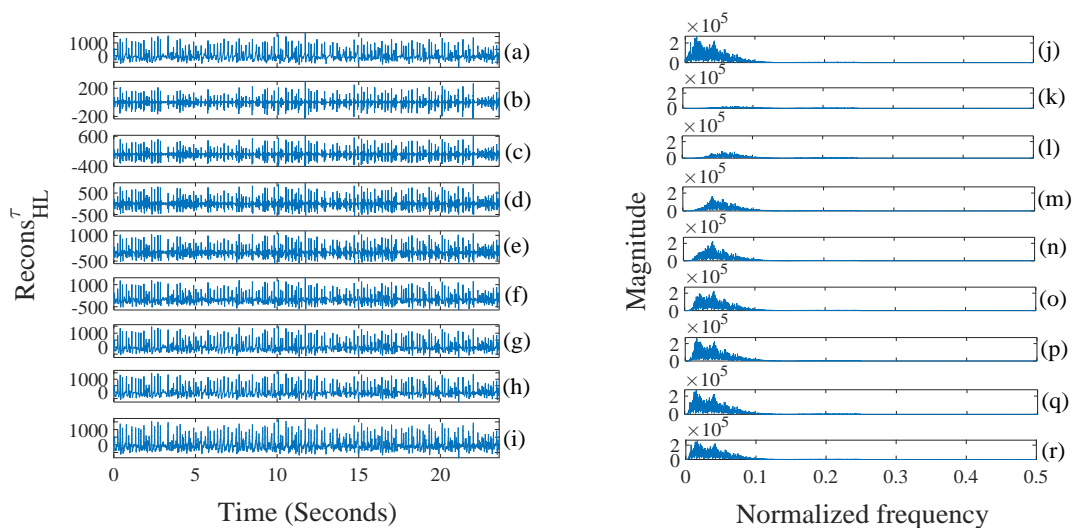 Recons^τ_HL
1000
0
(a)
200
-200
(b)
600
-400
(c)
500
-500
(d)
1000
-500
(e)
1000
-500
(f)
1000
0
(g)
1000
0
(h)
1000
0
(i)
0 5 10 15 20
Time (Seconds)
Magnitude
×10^5
2
0
(j)
×10^5
2
0
(k)
×10^5
2
0
(l)
×10^5
2
0
(m)
×10^5
2
0
(n)
×10^5
2
0
(o)
×10^5
2
0
(p)
×10^5
2
0
(q)
×10^5
2
0
(r)
0 0.1 0.2 0.3 0.4 0.5
Normalized frequency